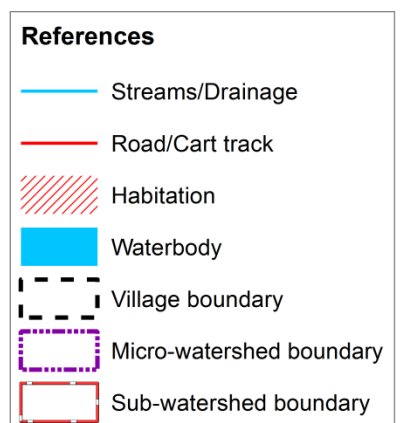 References
Streams/Drainage
Road/Cart track
Habitation
Waterbody
Village boundary
Micro-watershed boundary
Sub-watershed boundary